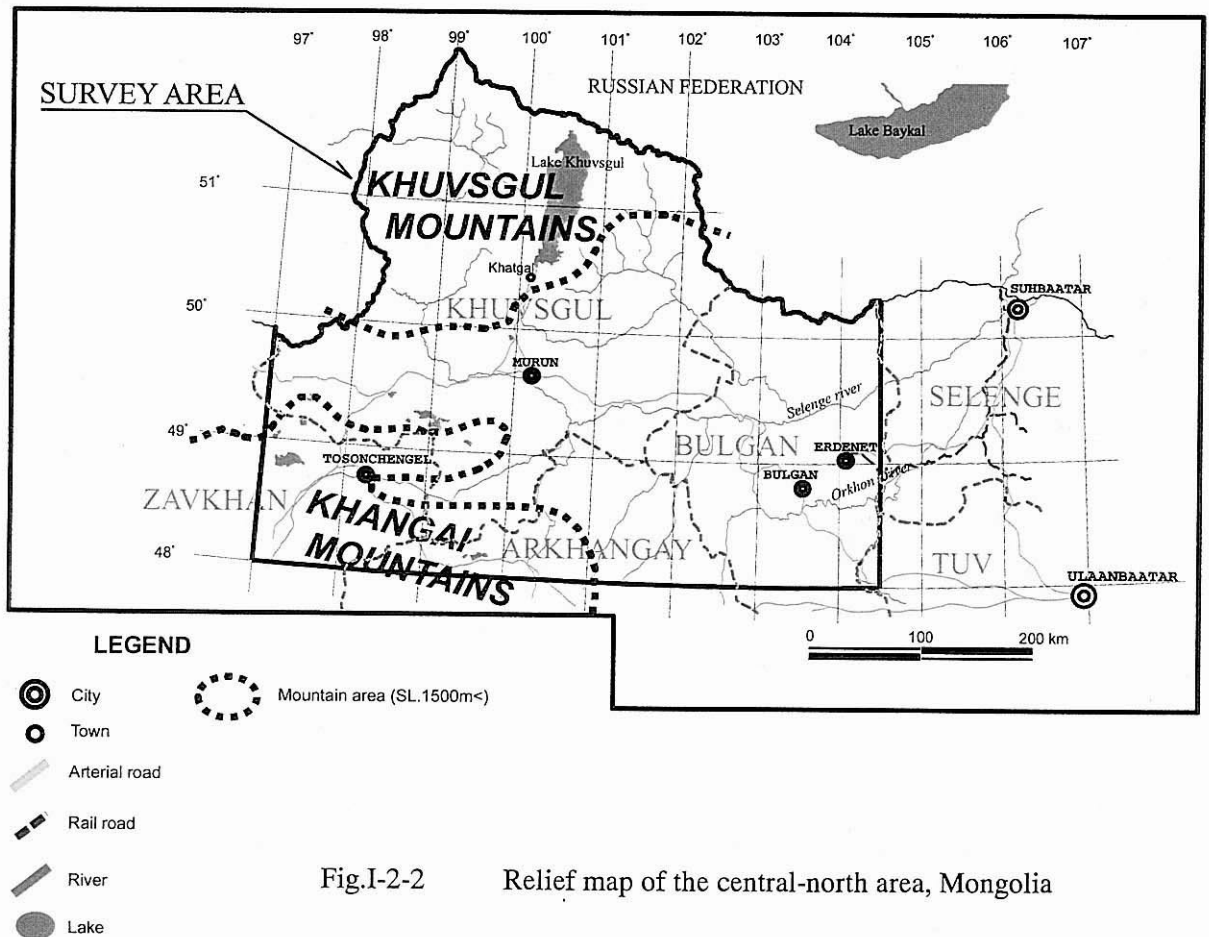 97° 98° 99° 100° 101° 102° 103° 104° 105° 106° 107°
RUSSIAN FEDERATION
SURVEY AREA
Lake Baykal
Lake Khuvsgul
51°
KHUVSGUL
MOUNTAINS
Khatgal
50°
KHUVSGUL
SUHBAATAR
MURUN
Selenge river
SELENGE
49°
BULGAN
ERDENET
TOSONCHENGEL
BULGAN
Orkhon river
ZAVKHAN
KHANGAI
MOUNTAINS
48°
ARKHANGAY
TUV
ULAANBAATAR
0 100 200 km
LEGEND
City
Mountain area (SL.1500m<)
Town
Arterial road
Rail road
River
Lake
Fig.I-2-2 Relief map of the central-north area, Mongolia